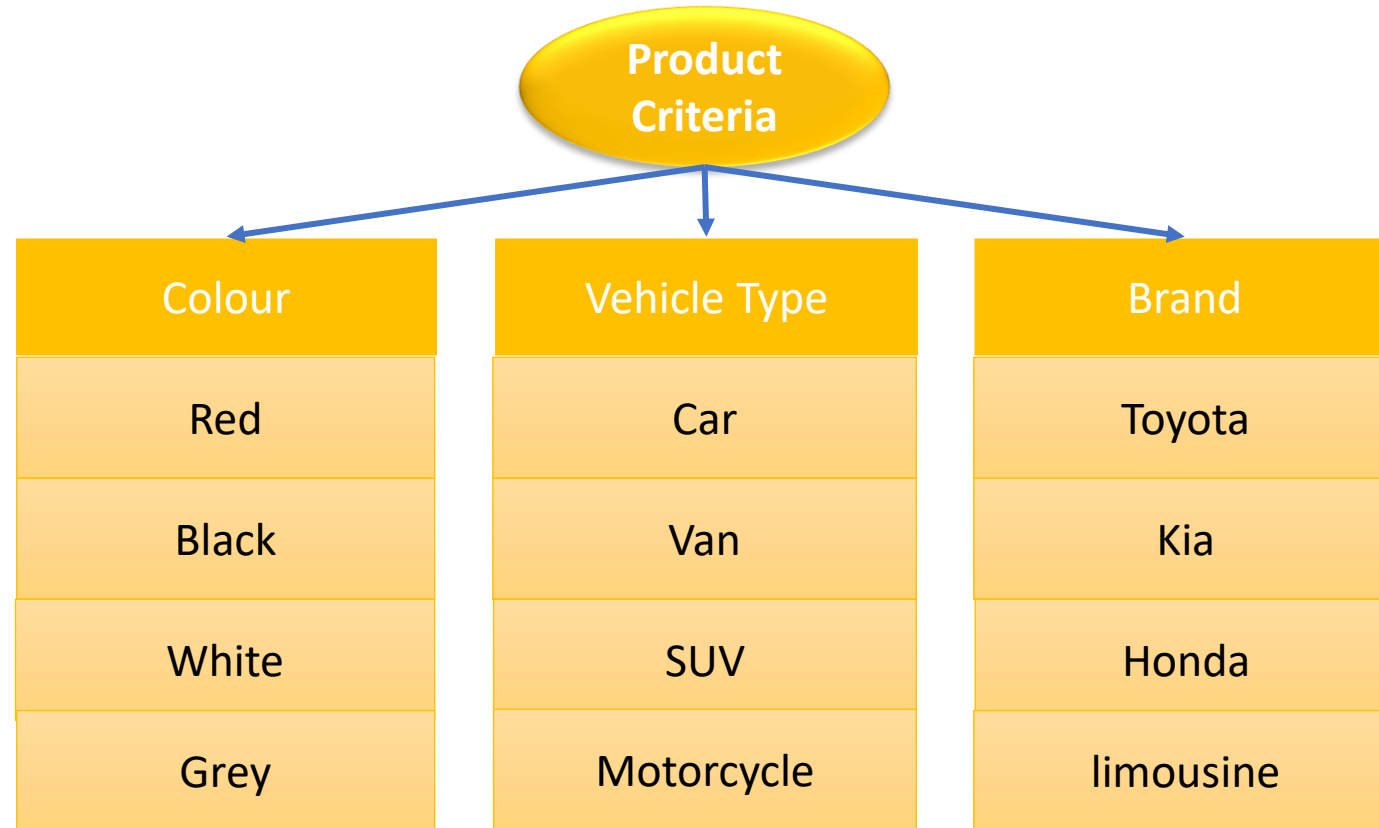 Product
Criteria
Colour
Vehicle Type
Brand
Red
Car
Toyota
Black
Van
Kia
White
SUV
Honda
Grey
Motorcycle
limousine